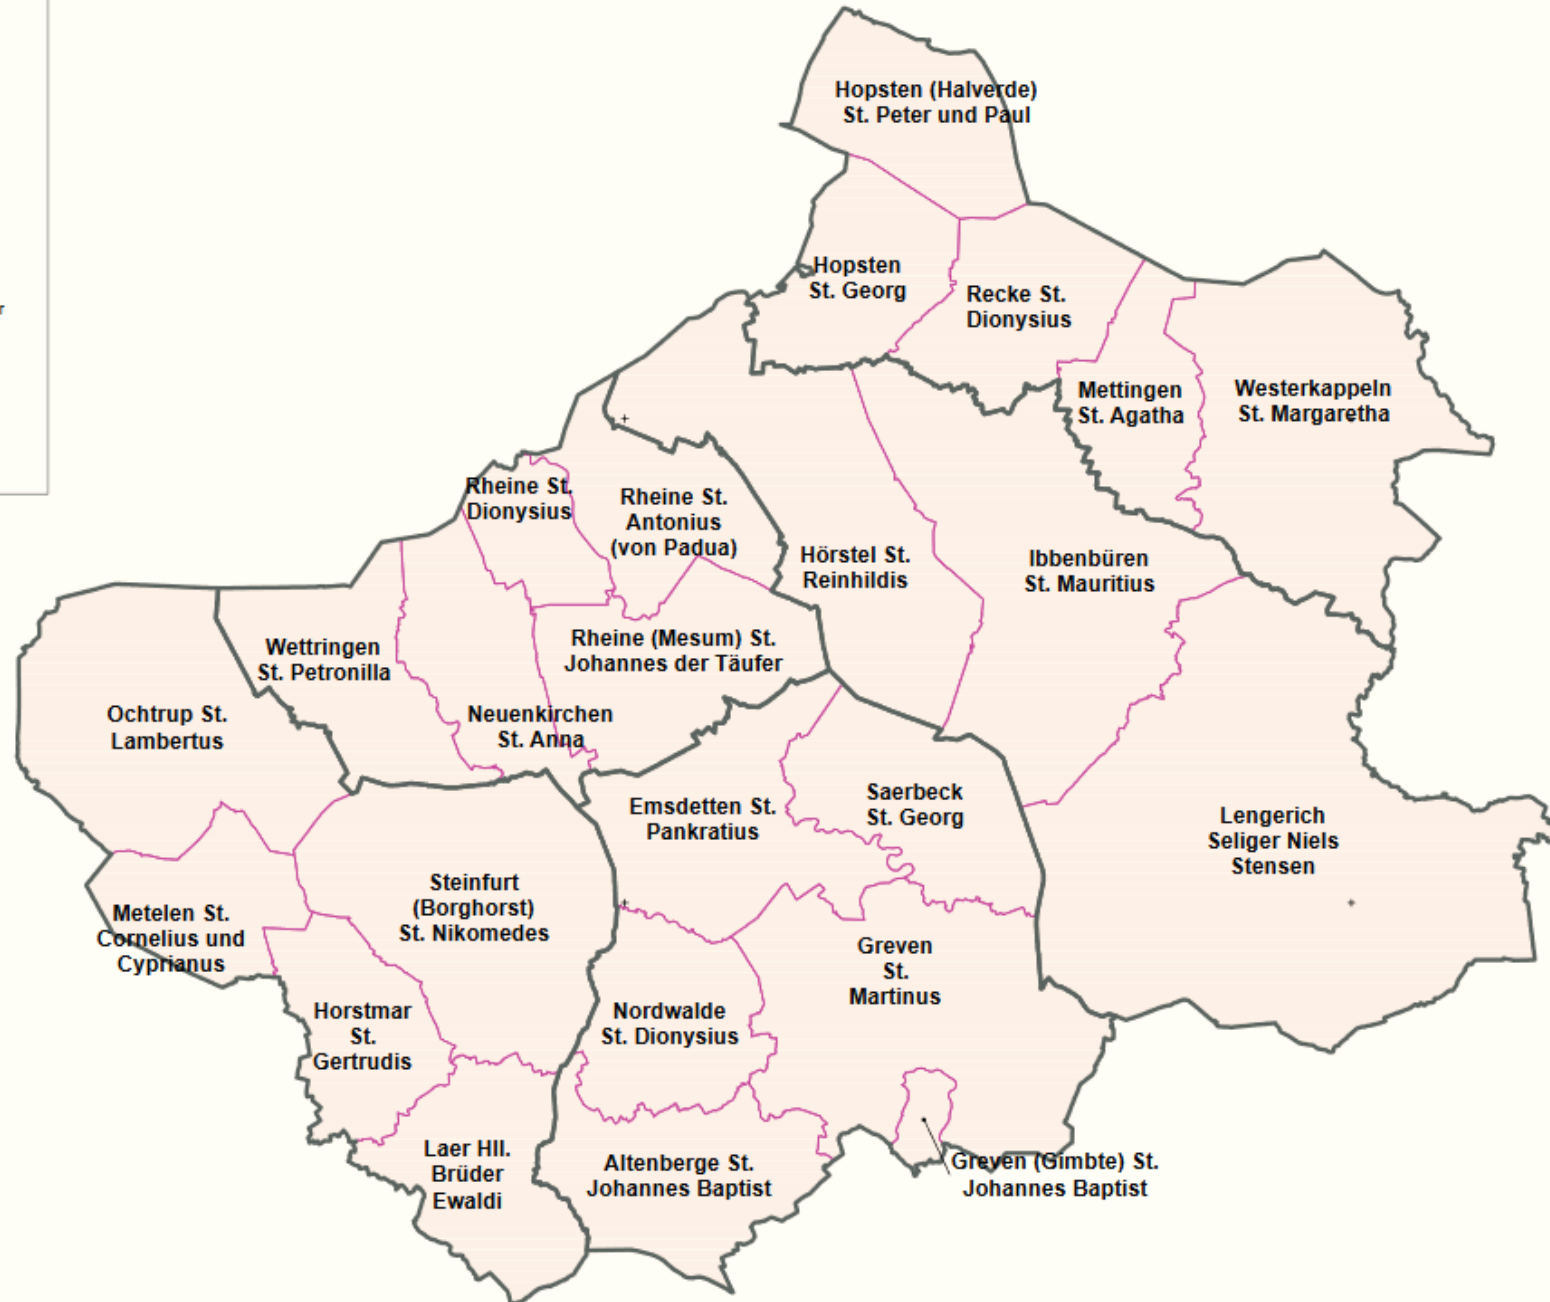 Hopsten (Halverde)
St. Peter und Paul
Hopsten
St. Georg
Recke St.
Dionysius
Mettingen
St. Agatha
Westerkappeln
St. Margaretha
Rheine St.
Dionysius
Rheine St.
Antonius
(von Padua)
Hörstel St.
Reinhildis
Ibbenbüren
St. Mauritius
Wettringen
St. Petronilla
Rheine (Mesum) St.
Johannes der Täufer
Ochtrup St.
Lambertus
Neuenkirchen
St. Anna
Emsdetten St.
Pankratius
Saerbeck
St. Georg
Lengerich
Seliger Niels
Stensen
Metelen St.
Cornelius und
Cyprianus
Steinfurt
(Borghorst)
St. Nikomedes
Greven
St.
Martinus
Horstmar
St.
Gertrudis
Nordwalde
St. Dionysius
Laer Hll.
Brüder
Ewaldi
Altenberge St.
Johannes Baptist
Greven (Gimbte) St.
Johannes Baptist